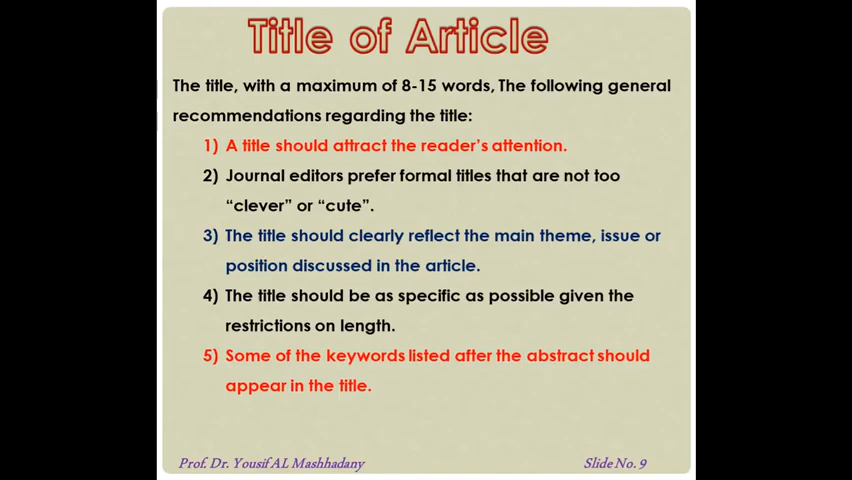 Title of Article
The title, with a maximum of 8-15 words, The following general
recommendations regarding the title:
1) A title should attract the reader's attention.
2) Journal editors prefer formal titles that are not too
“clever” or “cute”.
3) The title should clearly reflect the main theme, issue or
position discussed in the article.
4) The title should be as specific as possible given the
restrictions on length.
5) Some of the keywords listed after the abstract should
appear in the title.
Prof. Dr. Yousif AL Mashhadany
Slide No. 9